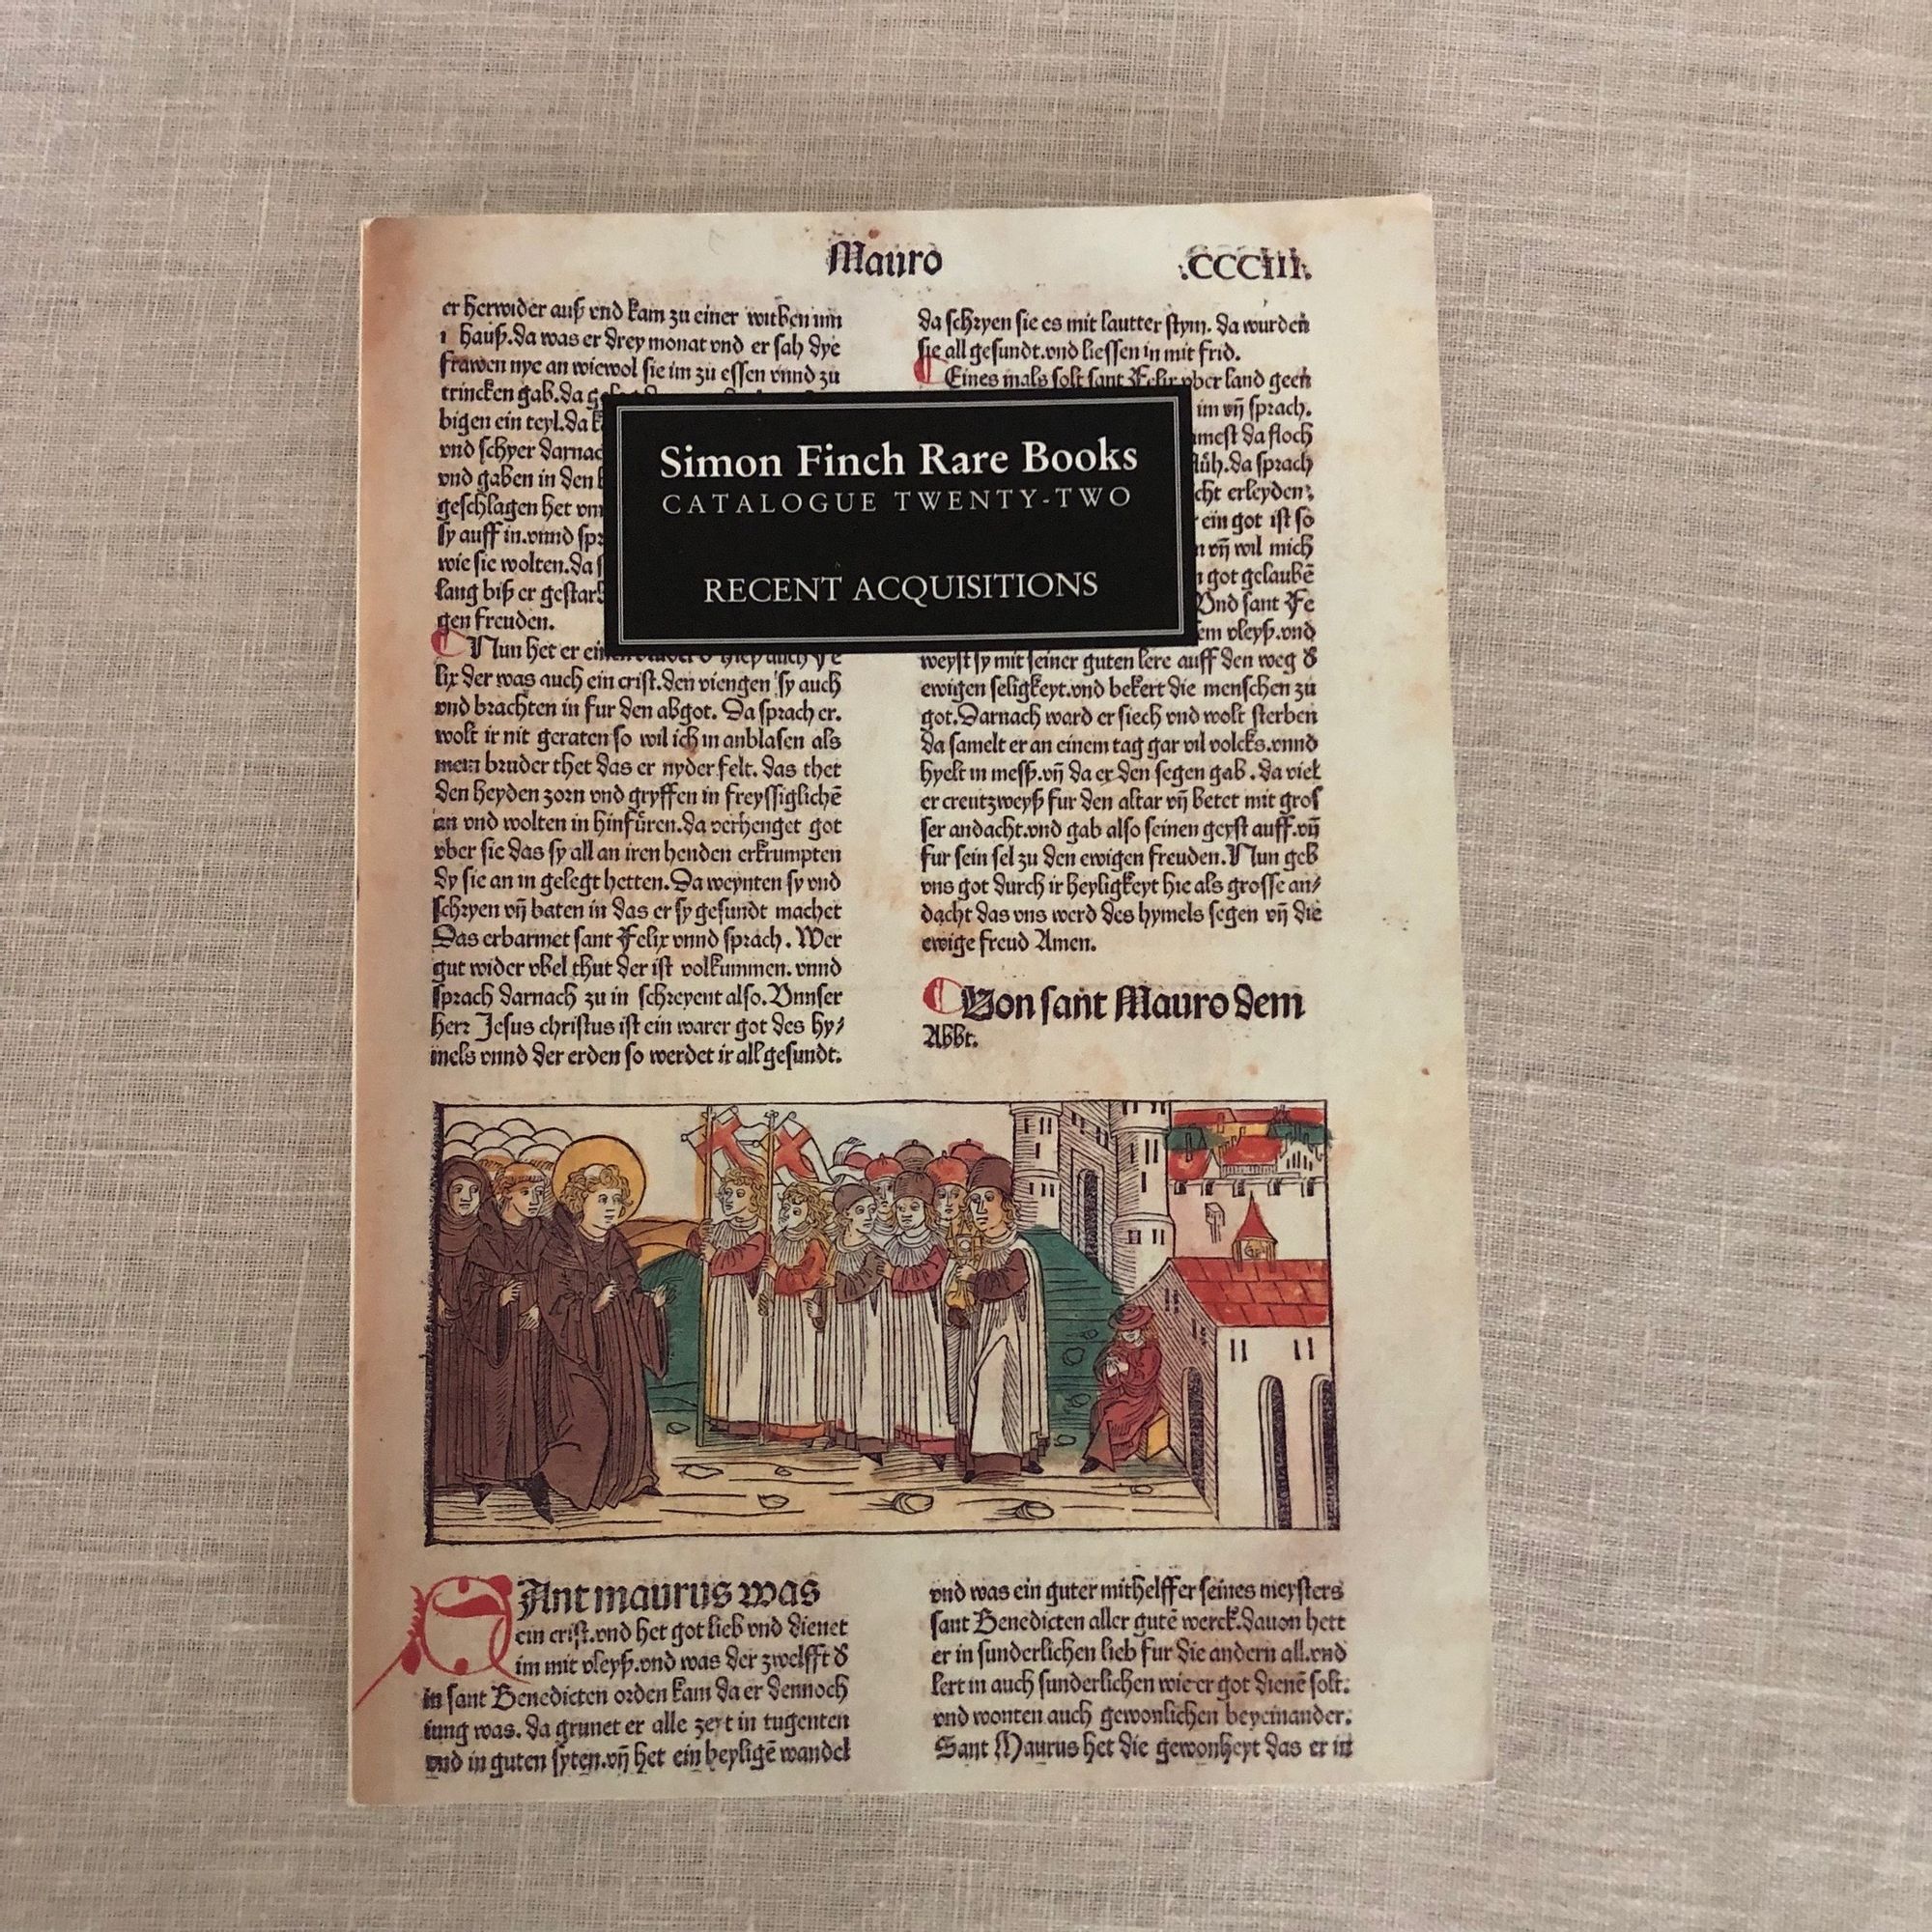 Mauro
.CCCIII.
er herwider auß vnd kam zu einer witben inn
hauß.da was er drey monat vnd er sah dye
frawen nye an wiewol sie im zu essen vnnd zu
trincken gab.da
bigen ein teyl.da
vnd schyer darnac
vnd gaben in den
geschlagen het vm
sy auff in.vnnd spr
wie sie wolten.da
lang biß er gestarb
gen freuden.
Nun het er ein bruder d hieß auch Fe
lix der was auch ein crist.den viengen sy auch
vnd brachten in fur den abgot. Da sprach er.
wolt ir nit geraten so wil ich in anblasen als
mein bruder thet das er nyder felt. das thet
den heyden zorn vnd gryffen in freyssiglichē
an vnd wolten in hinfüren.da verhenget got
vber sie das sy all an iren henden erkrumpten
dy sie an in gelegt hetten.Da weynten sy vnd
schryen vn̄ baten in das er sy gesundt machet
Das erbarmet sant Felix vnnd sprach. Wer
gut wider vbel thut der ist volkummen. vnnd
sprach darnach zu in schreyent also. Vnnser
herr Jesus christus ist ein warer got des hy/
mels vnnd der erden so werdet ir all gesundt.
da schryen sie es mit lautter stym. da wurden
sie all gesundt.vnd liessen in mit frid.
Eines mals solt sant Felix vber land geen
im vn̄ sprach.
da floch
flüh.da sprach
erleyden.
ein got ist so
vn̄ wil mich
got gelaubē
Vnd sant Fe
vleyß.vnd
weyst sy mit seiner guten lere auff den weg d
ewigen seligkeyt.vnd bekert die menschen zu
got.Darnach ward er siech vnd wolt sterben
da samelt er an einem tag gar vil volcks.vnnd
hyelt in meß.vn̄ da er den segen gab. da viel
er creutzweyß fur den altar vn̄ betet mit gros
ser andacht.vnd gab also seinen geyst auff.vn̄
fur sein sel zu den ewigen freuden. Nun geb
vns got durch ir heyligkeyt hie als grosse an/
dacht das vns werd des hymels segen vn̄ die
ewige freud Amen.
Von sant Mauro dem
Abbt.
Simon Finch Rare Books
CATALOGUE TWENTY-TWO
RECENT ACQUISITIONS
SAnt maurus was
ein crist.vnd het got lieb vnd dienet
im mit vleyß.vnd was der zwelfft d
in sant Benedicten orden kam da er dennoch
iung was. da grunet er alle zeyt in tugenten
vnd in guten syten.vn̄ het ein heyligē wandel
vnd was ein guter mithelffer seines meysters
sant Benedicten aller gutē werck.dauon hett
er in sunderlichen lieb fur die andern all.vnd
lert in auch sunderlichen wie er got dienē solt.
vnd wonten auch gewonlichen beyeinander.
Sant Maurus het die gewonheyt das er in